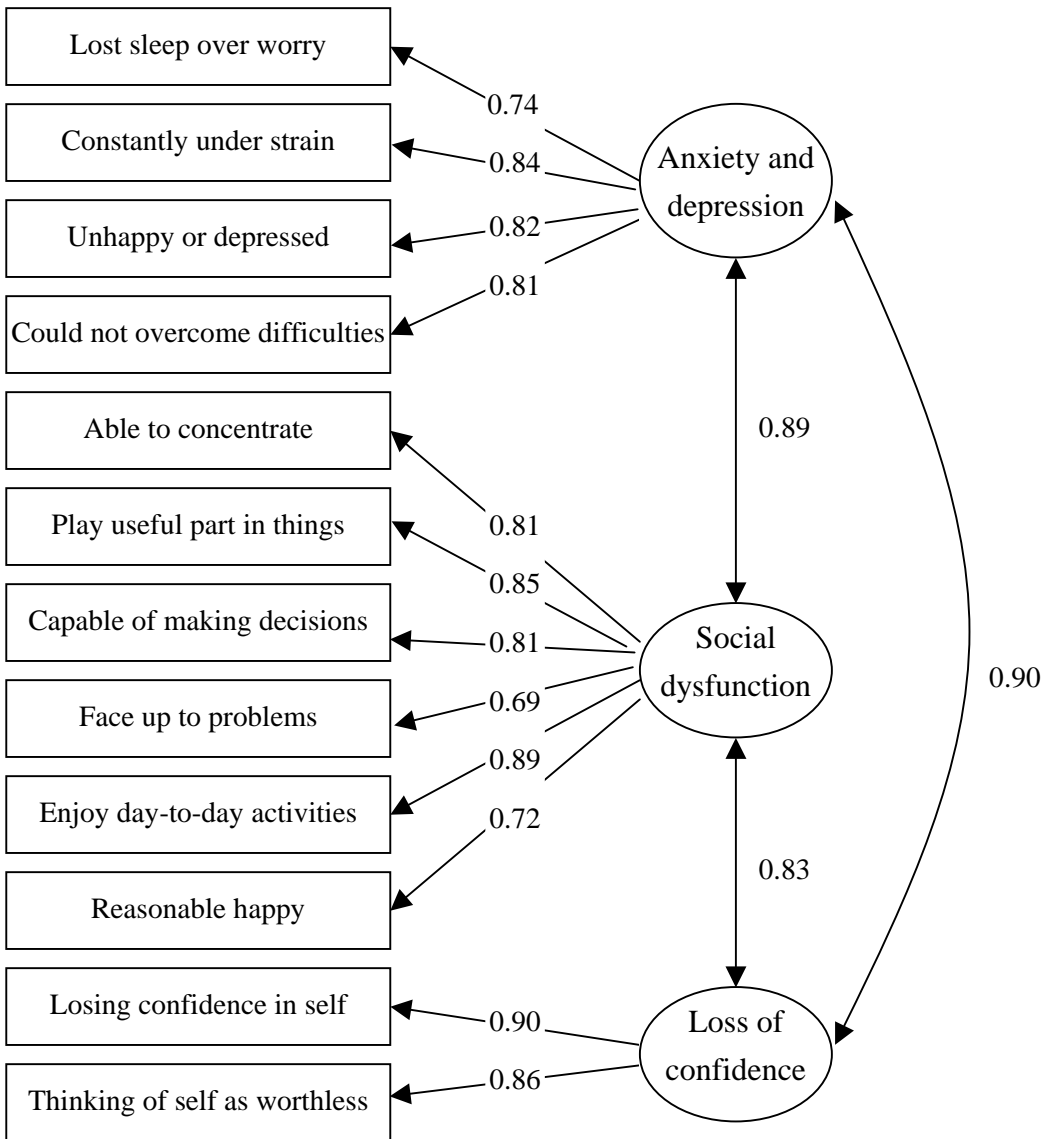 Lost sleep over worry
0.74
Constantly under strain
0.84
Anxiety and
depression
Unhappy or depressed
0.82
0.81
Could not overcome difficulties
Able to concentrate
0.89
Play useful part in things
0.81
0.85
Capable of making decisions
0.81
Social
dysfunction
0.90
Face up to problems
0.69
0.89
Enjoy day-to-day activities
0.72
0.83
Reasonable happy
Losing confidence in self
0.90
Loss of
confidence
0.86
Thinking of self as worthless